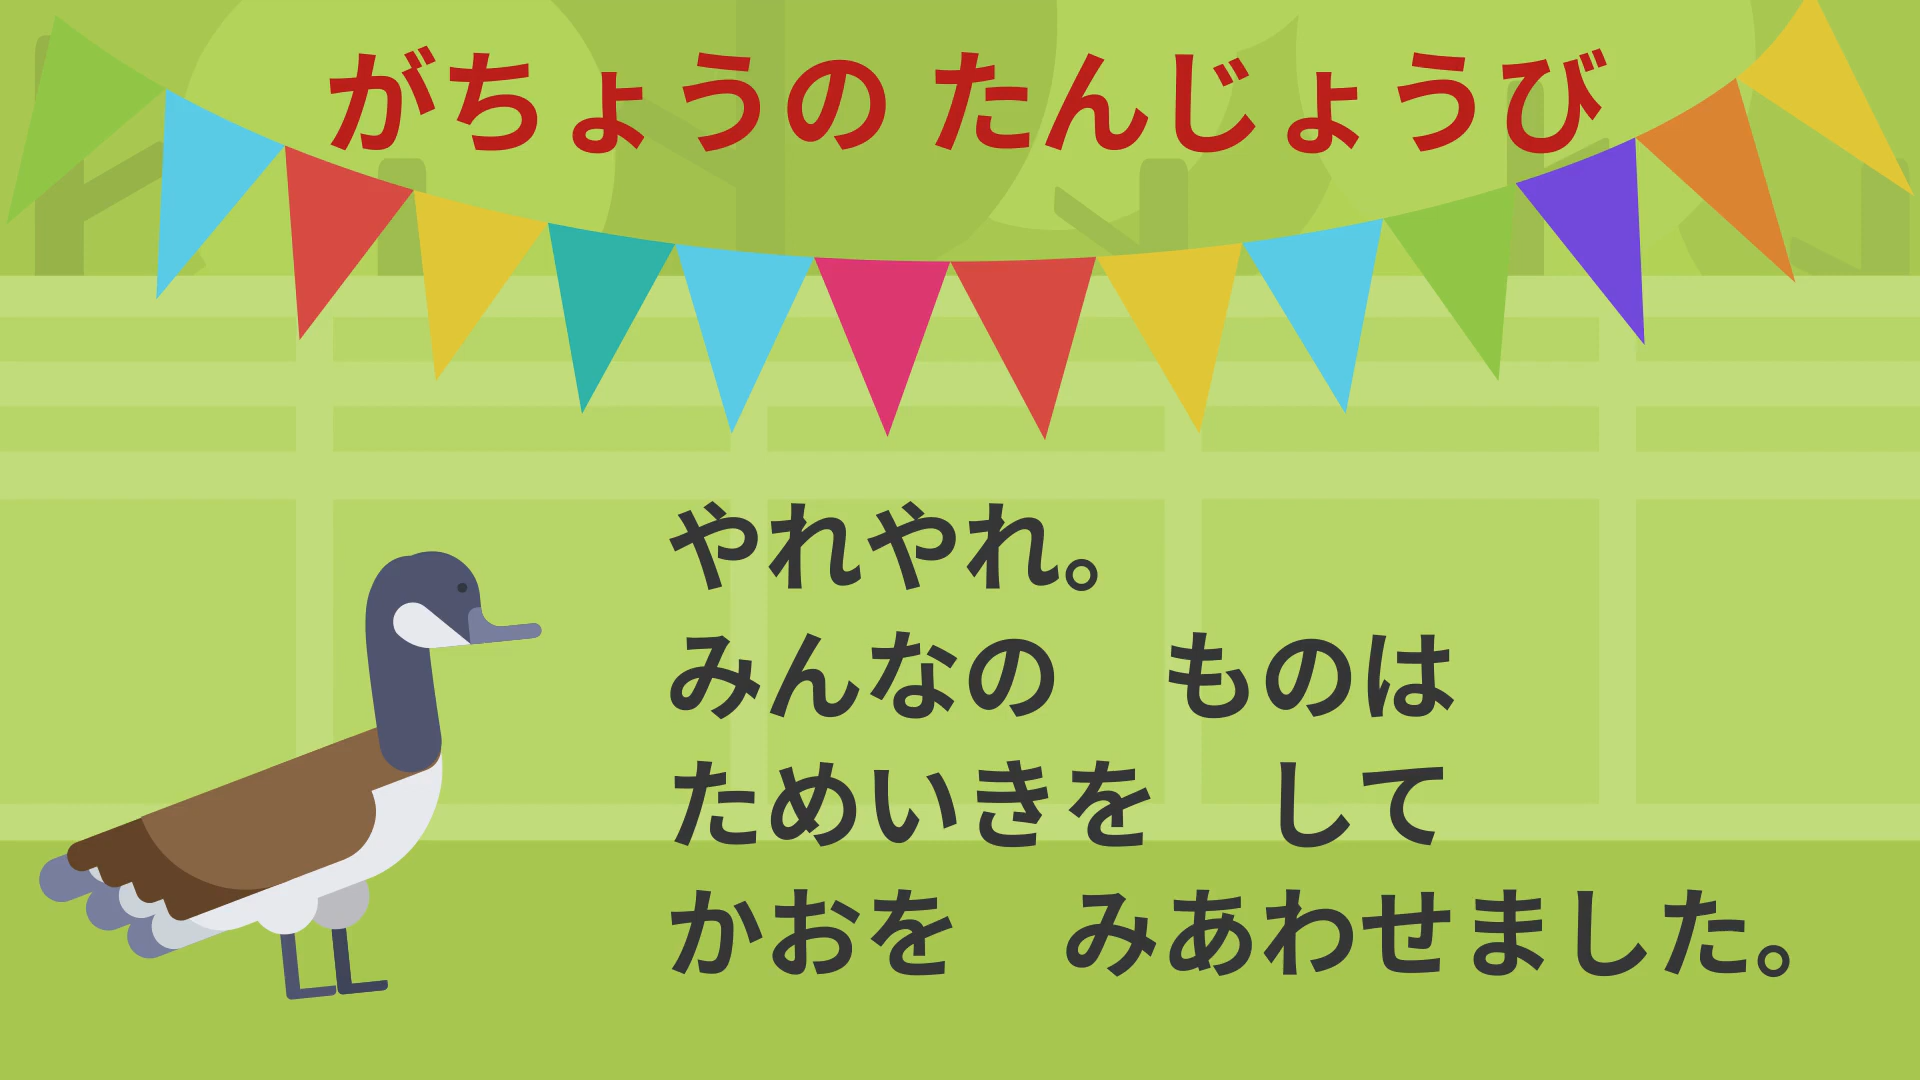 がちょうの たんじょうび
やれやれ。
みんなの　ものは
ためいきを　して
かおを　みあわせました。